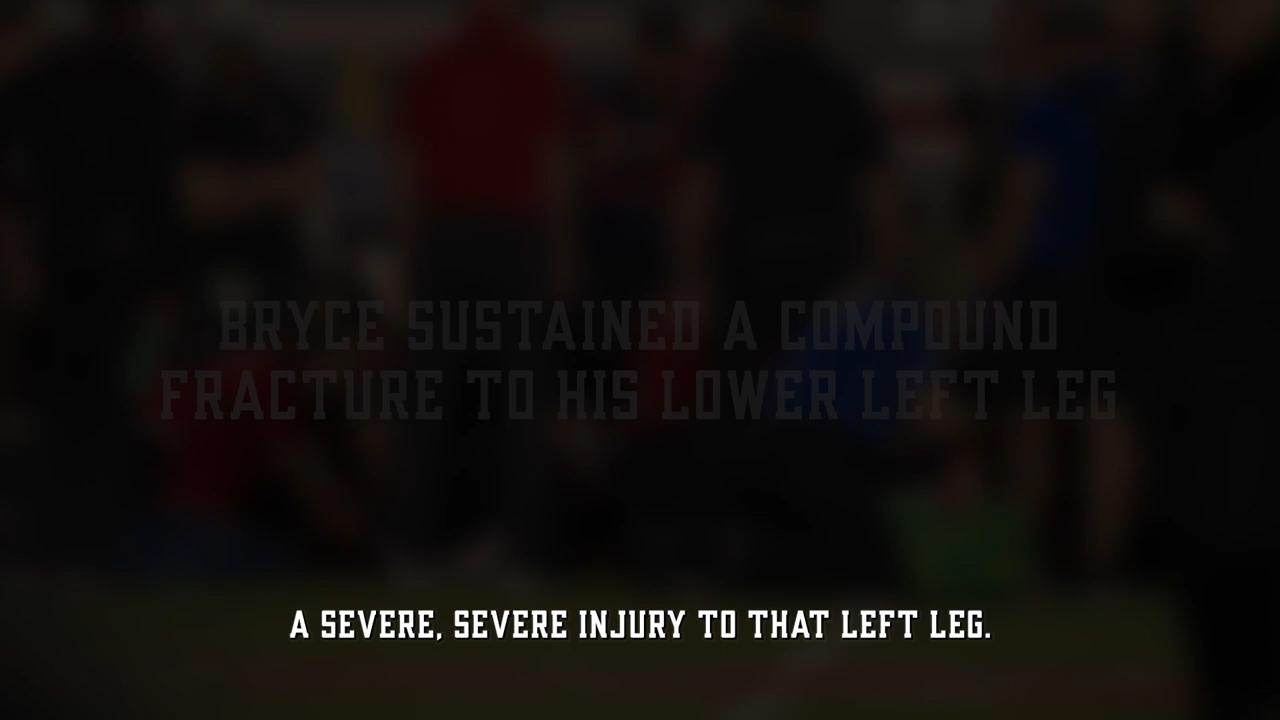 BRYCE SUSTAINED A COMPOUND
FRACTURE TO HIS LOWER LEFT LEG
A SEVERE, SEVERE INJURY TO THAT LEFT LEG.